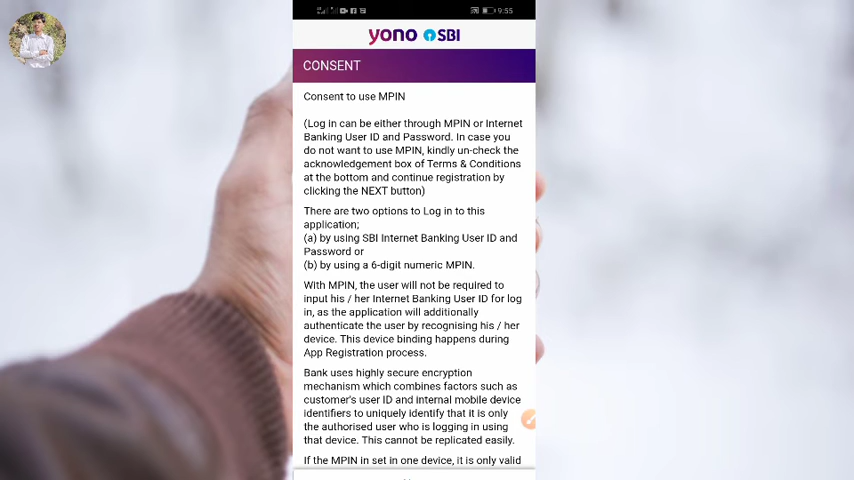 9:55
yono SBI
CONSENT
Consent to use MPIN
(Log in can be either through MPIN or Internet
Banking User ID and Password. In case you
do not want to use MPIN, kindly un-check the
acknowledgement box of Terms & Conditions
at the bottom and continue registration by
clicking the NEXT button)
There are two options to Log in to this
application;
(a) by using SBI Internet Banking User ID and
Password or
(b) by using a 6-digit numeric MPIN.
With MPIN, the user will not be required to
input his / her Internet Banking User ID for log
in, as the application will additionally
authenticate the user by recognising his / her
device. This device binding happens during
App Registration process.
Bank uses highly secure encryption
mechanism which combines factors such as
customer's user ID and internal mobile device
identifiers to uniquely identify that it is only
the authorised user who is logging in using
that device. This cannot be replicated easily.
If the MPIN in set in one device, it is only valid